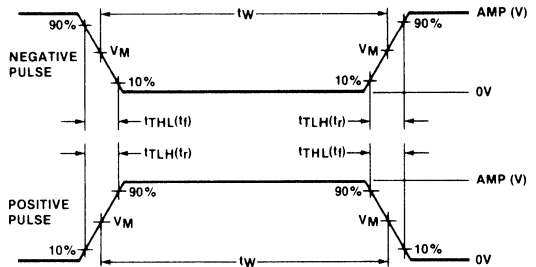 tW
AMP (V)
90%
90%
NEGATIVE
PULSE
VM
VM
10%
10%
0V
tTHL(tf)
tTLH(tr)
tTLH(tr)
tTHL(tf)
AMP (V)
90%
90%
POSITIVE
PULSE
VM
VM
10%
10%
tW
0V